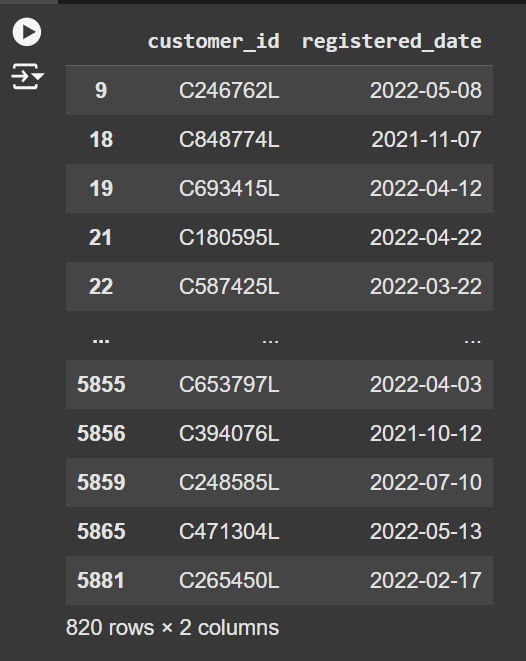 customer_id registered_date
9 C246762L 2022-05-08
18 C848774L 2021-11-07
19 C693415L 2022-04-12
21 C180595L 2022-04-22
22 C587425L 2022-03-22
... ... ...
5855 C653797L 2022-04-03
5856 C394076L 2021-10-12
5859 C248585L 2022-07-10
5865 C471304L 2022-05-13
5881 C265450L 2022-02-17
820 rows × 2 columns